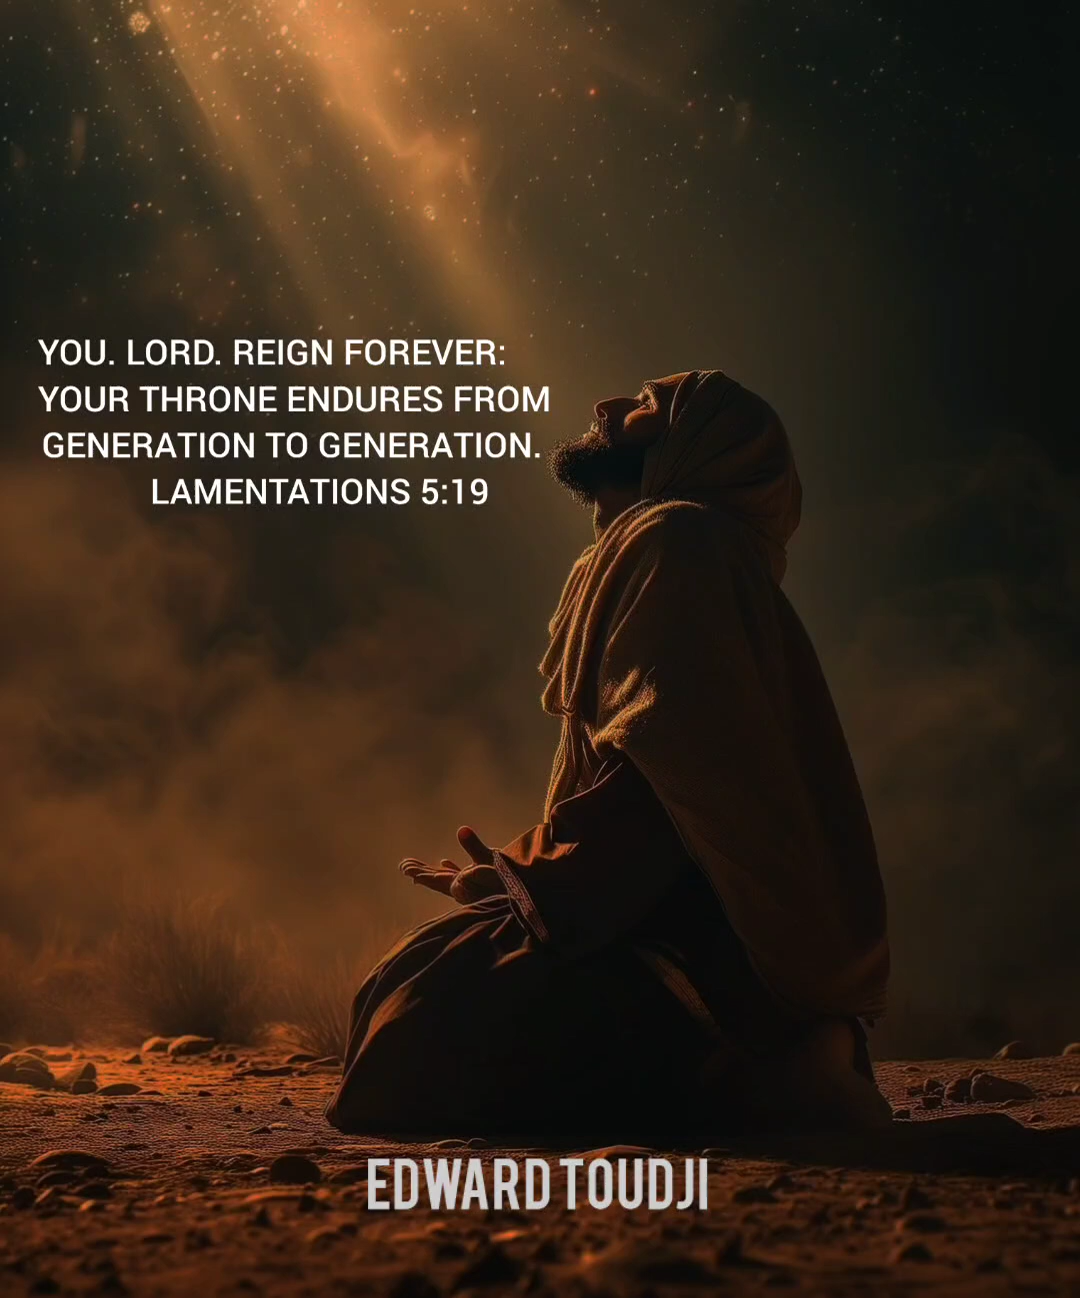 YOU. LORD. REIGN FOREVER:
YOUR THRONE ENDURES FROM
GENERATION TO GENERATION.
LAMENTATIONS 5:19
EDWARD TOUDJI